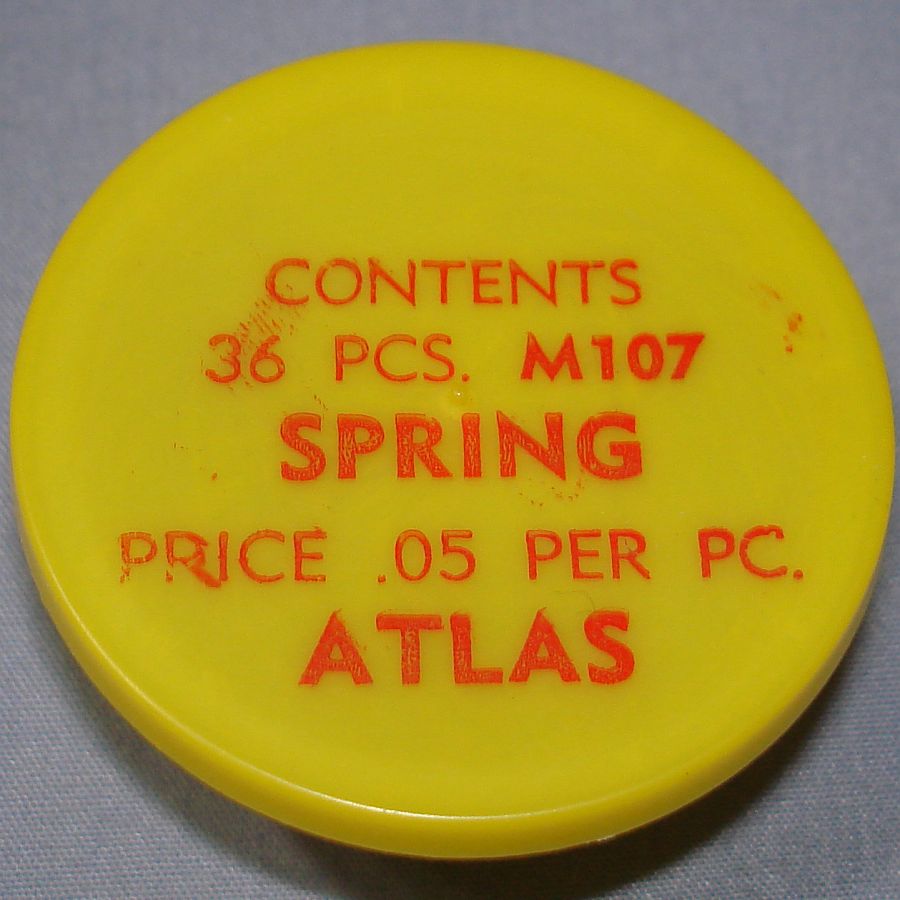 CONTENTS
36 PCS. M107
SPRING
PRICE .05 PER PC.
ATLAS